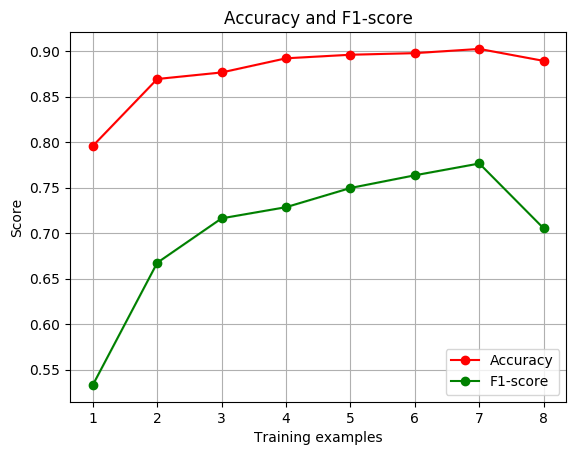 Accuracy and F1-score
0.90
0.85
0.80
0.75
0.70
0.65
0.60
0.55
Score
1 2 3 4 5 6 7 8
Training examples
Accuracy
F1-score